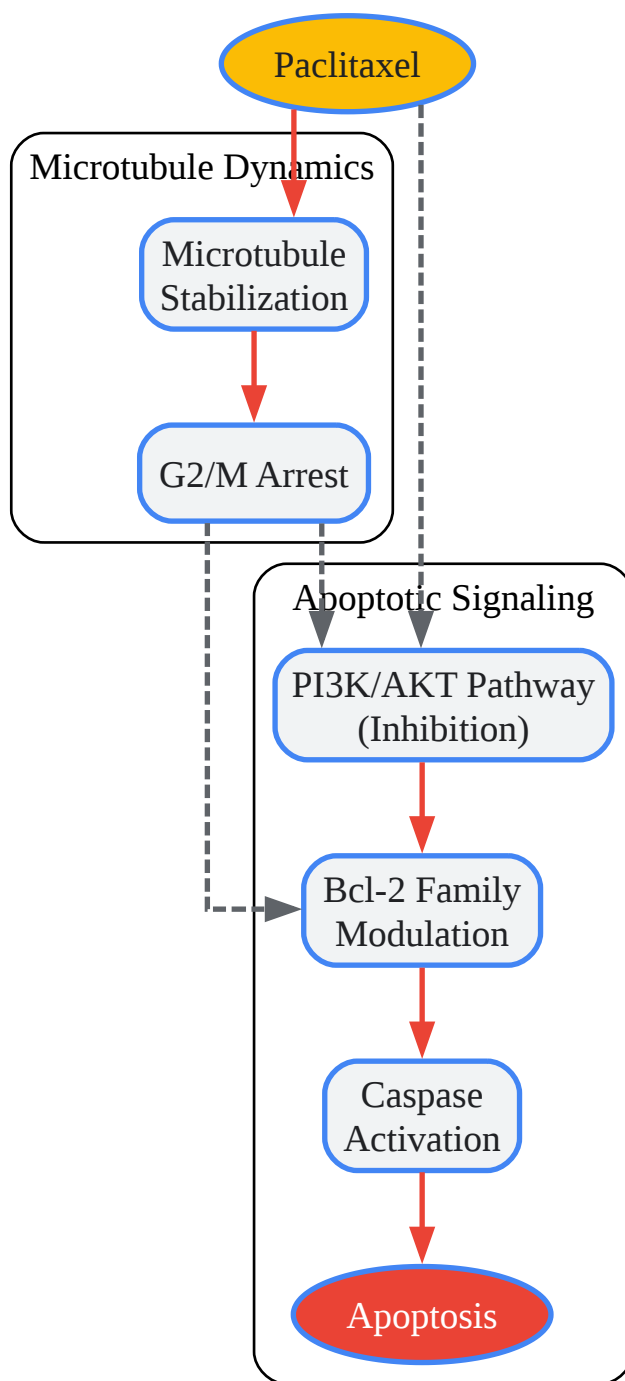 Paclitaxel
Microtubule Dynamics
Microtubule
Stabilization
G2/M Arrest
Apoptotic Signaling
PI3K/AKT Pathway
(Inhibition)
Bcl-2 Family
Modulation
Caspase
Activation
Apoptosis